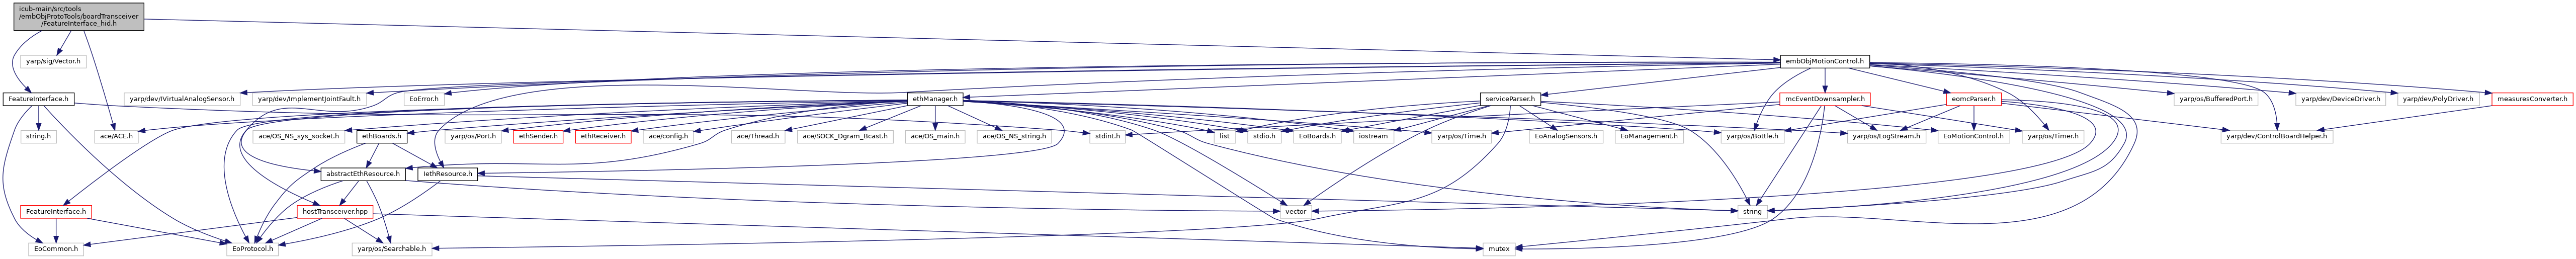 icub-main/src/tools
/embObjProtoTools/boardTransceiver
/FeatureInterface_hid.h
yarp/sig/Vector.h
embObjMotionControl.h
FeatureInterface.h
yarp/dev/IVirtualAnalogSensor.h
yarp/dev/ImplementJointFault.h
EoError.h
ethManager.h
serviceParser.h
mcEventDownsampler.h
eomcParser.h
yarp/os/BufferedPort.h
yarp/dev/DeviceDriver.h
yarp/dev/PolyDriver.h
measuresConverter.h
string.h
ace/ACE.h
ace/OS_NS_sys_socket.h
ethBoards.h
yarp/os/Port.h
ethSender.h
ethReceiver.h
ace/config.h
ace/Thread.h
ace/SOCK_Dgram_Bcast.h
ace/OS_main.h
ace/OS_NS_string.h
stdint.h
list
stdio.h
EoBoards.h
iostream
yarp/os/Time.h
EoAnalogSensors.h
EoManagement.h
yarp/os/Bottle.h
yarp/os/LogStream.h
EoMotionControl.h
yarp/os/Timer.h
yarp/dev/ControlBoardHelper.h
abstractEthResource.h
IethResource.h
FeatureInterface.h
hostTransceiver.hpp
vector
string
EoCommon.h
EoProtocol.h
yarp/os/Searchable.h
mutex